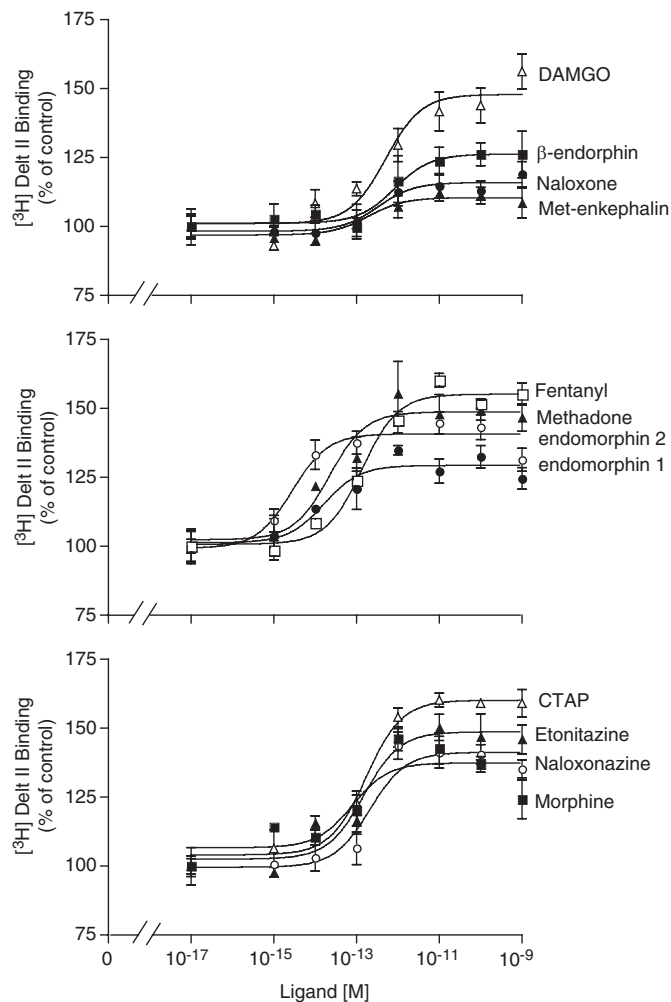 [³H] Delt II Binding
(% of control)
175
150
125
100
75
DAMGO
β-endorphin
Naloxone
Met-enkephalin
[³H] Delt II Binding
(% of control)
175
150
125
100
75
Fentanyl
Methadone
endomorphin 2
endomorphin 1
[³H] Delt II Binding
(% of control)
175
150
125
100
75
CTAP
Etonitazine
Naloxonazine
Morphine
0 10⁻¹⁷ 10⁻¹⁵ 10⁻¹³ 10⁻¹¹ 10⁻⁹
Ligand [M]